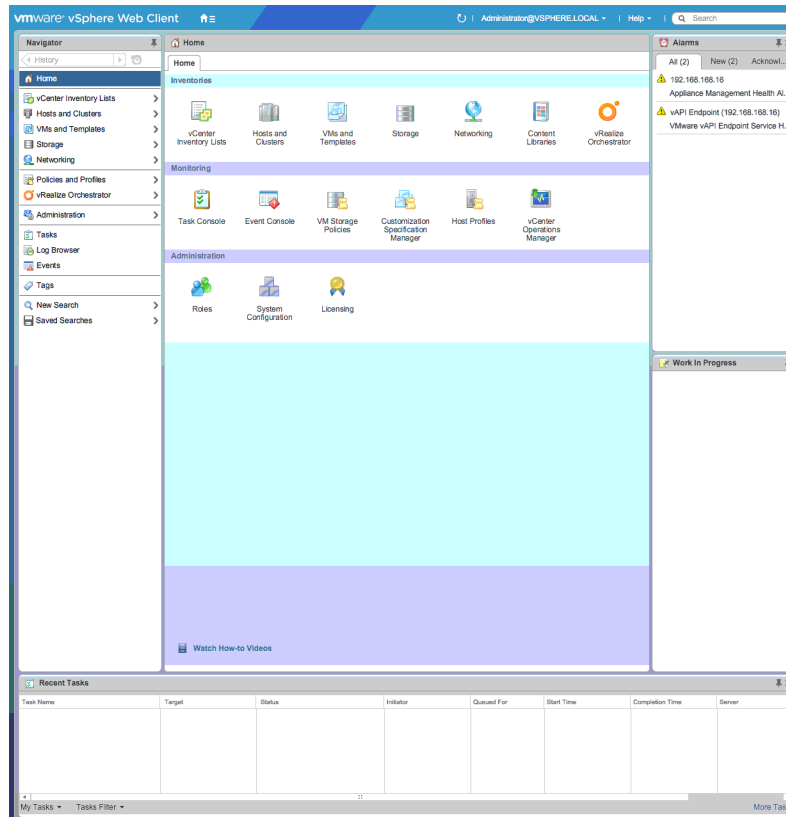 vmware® vSphere Web Client
Administrator@VSPHERE.LOCAL
Help
Search
Navigator
History
Home
vCenter Inventory Lists
Hosts and Clusters
VMs and Templates
Storage
Networking
Policies and Profiles
vRealize Orchestrator
Administration
Tasks
Log Browser
Events
Tags
New Search
Saved Searches
Home
Home
Inventories
vCenter
Inventory Lists
Hosts and
Clusters
VMs and
Templates
Storage
Networking
Content
Libraries
vRealize
Orchestrator
Monitoring
Task Console
Event Console
VM Storage
Policies
Customization
Specification
Manager
Host Profiles
vCenter
Operations
Manager
Administration
Roles
System
Configuration
Licensing
Watch How-to Videos
Alarms
All (2)
New (2)
Acknowl...
192.168.168.16
Appliance Management Health Al.
vAPI Endpoint (192.168.168.16)
VMware vAPI Endpoint Service H.
Work In Progress
Recent Tasks
Task Name
Target
Status
Initiator
Queued For
Start Time
Completion Time
Server
My Tasks
Tasks Filter
More Tas